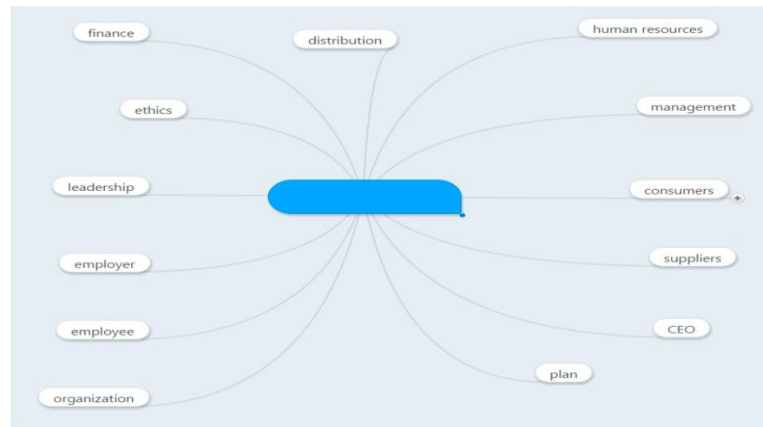 finance
distribution
human resources
ethics
management
leadership
consumers
employer
suppliers
employee
CEO
plan
organization